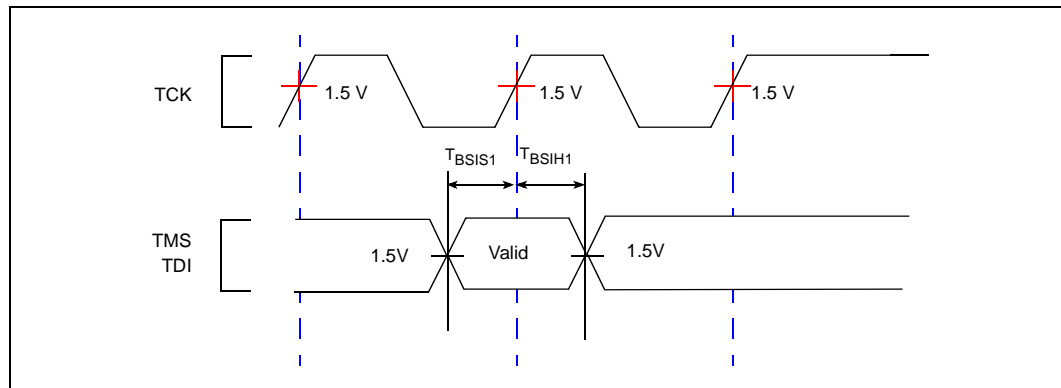 TCK
1.5 V
1.5 V
1.5 V
TBSIS1
TBSIH1
TMS
TDI
1.5V
Valid
1.5V